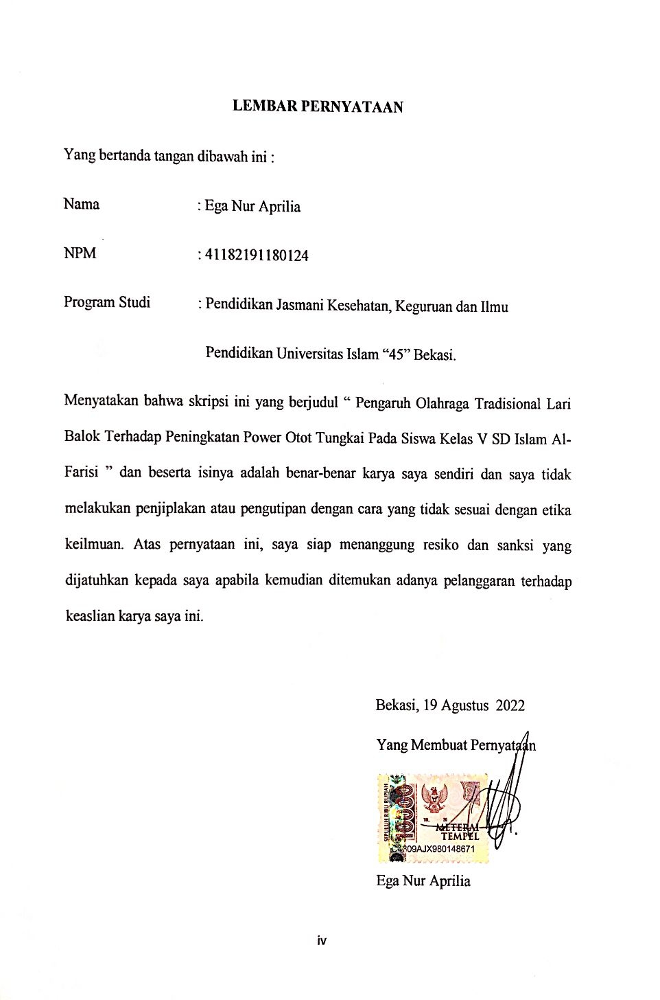 LEMBAR PERNYATAAN
Yang bertanda tangan dibawah ini :
Nama : Ega Nur Aprilia
NPM : 41182191180124
Program Studi : Pendidikan Jasmani Kesehatan, Keguruan dan Ilmu
Pendidikan Universitas Islam “45” Bekasi.
Menyatakan bahwa skripsi ini yang berjudul “ Pengaruh Olahraga Tradisional Lari
Balok Terhadap Peningkatan Power Otot Tungkai Pada Siswa Kelas V SD Islam Al-
Farisi ” dan beserta isinya adalah benar-benar karya saya sendiri dan saya tidak
melakukan penjiplakan atau pengutipan dengan cara yang tidak sesuai dengan etika
keilmuan. Atas pernyataan ini, saya siap menanggung resiko dan sanksi yang
dijatuhkan kepada saya apabila kemudian ditemukan adanya pelanggaran terhadap
keaslian karya saya ini.
Bekasi, 19 Agustus 2022
Yang Membuat Pernyataan
SEPULUH RIBU RUPIAH
10000
TGL. 20
METERAI
TEMPEL
09AJX980148671
Ega Nur Aprilia
iv